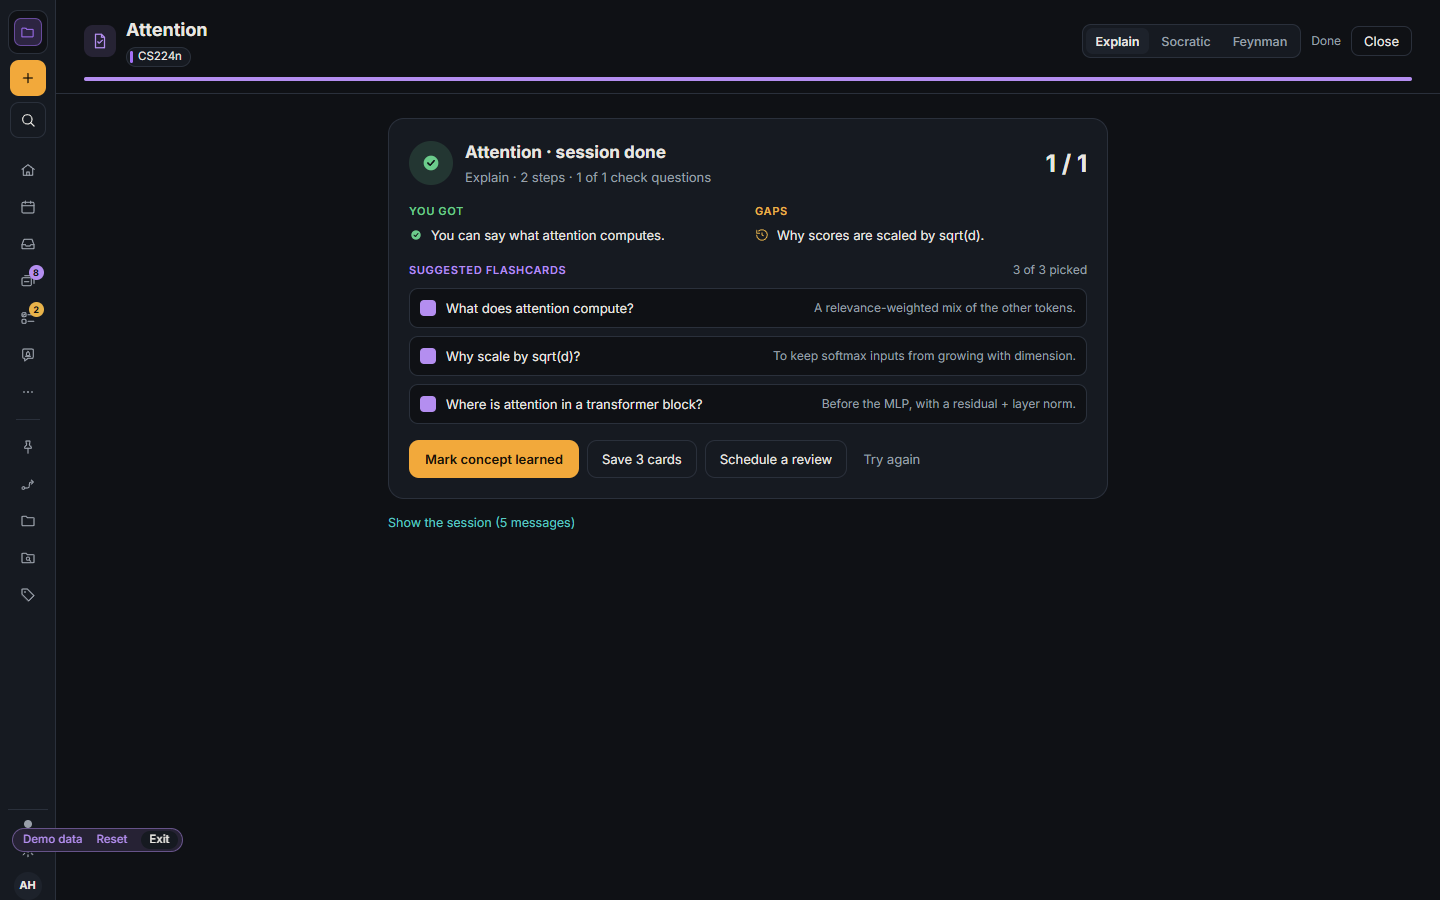 Attention
CS224n
Explain
Socratic
Feynman
Done
Close
Attention · session done
Explain · 2 steps · 1 of 1 check questions
1 / 1
YOU GOT
You can say what attention computes.
GAPS
Why scores are scaled by sqrt(d).
SUGGESTED FLASHCARDS
3 of 3 picked
What does attention compute?
A relevance-weighted mix of the other tokens.
Why scale by sqrt(d)?
To keep softmax inputs from growing with dimension.
Where is attention in a transformer block?
Before the MLP, with a residual + layer norm.
Mark concept learned
Save 3 cards
Schedule a review
Try again
Show the session (5 messages)
8
2
Demo data
Reset
Exit
AH